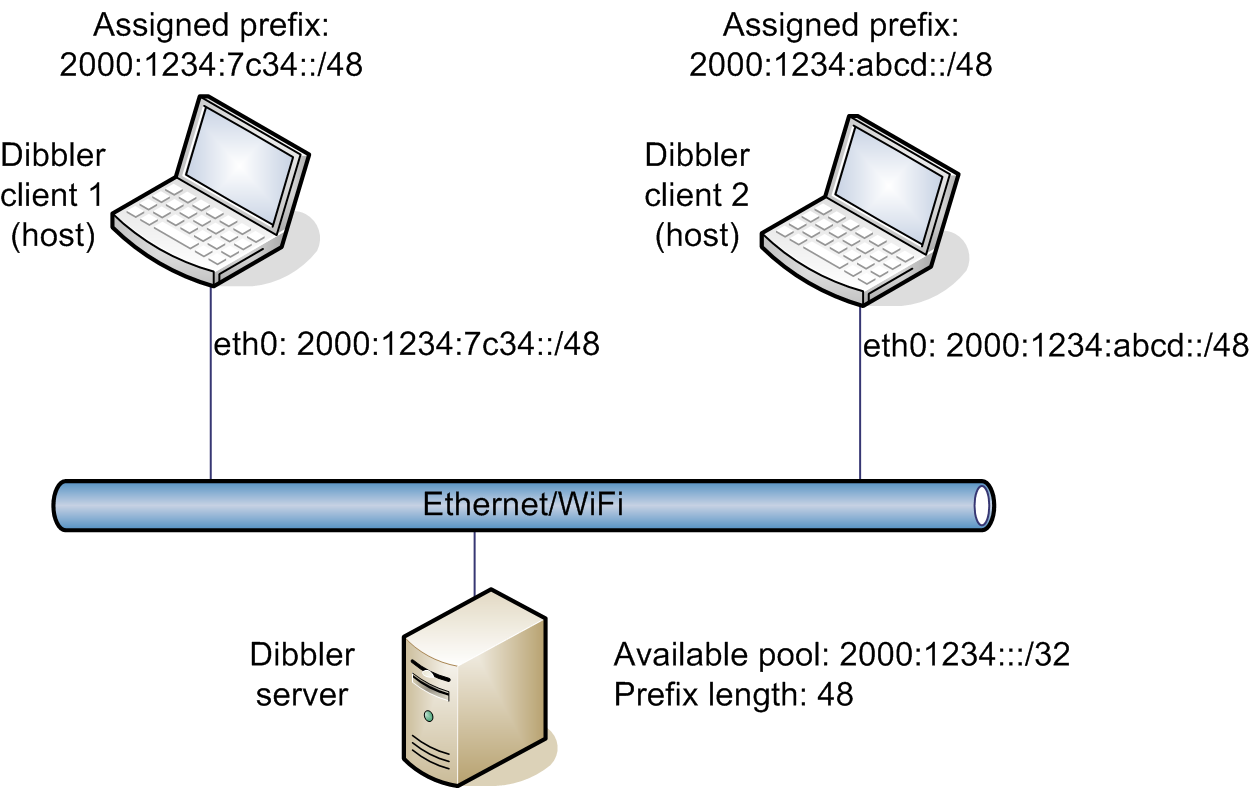 Assigned prefix:
2000:1234:7c34::/48
Assigned prefix:
2000:1234:abcd::/48
Dibbler
client 1
(host)
Dibbler
client 2
(host)
eth0: 2000:1234:7c34::/48
eth0: 2000:1234:abcd::/48
Ethernet/WiFi
Dibbler
server
Available pool: 2000:1234:::/32
Prefix length: 48